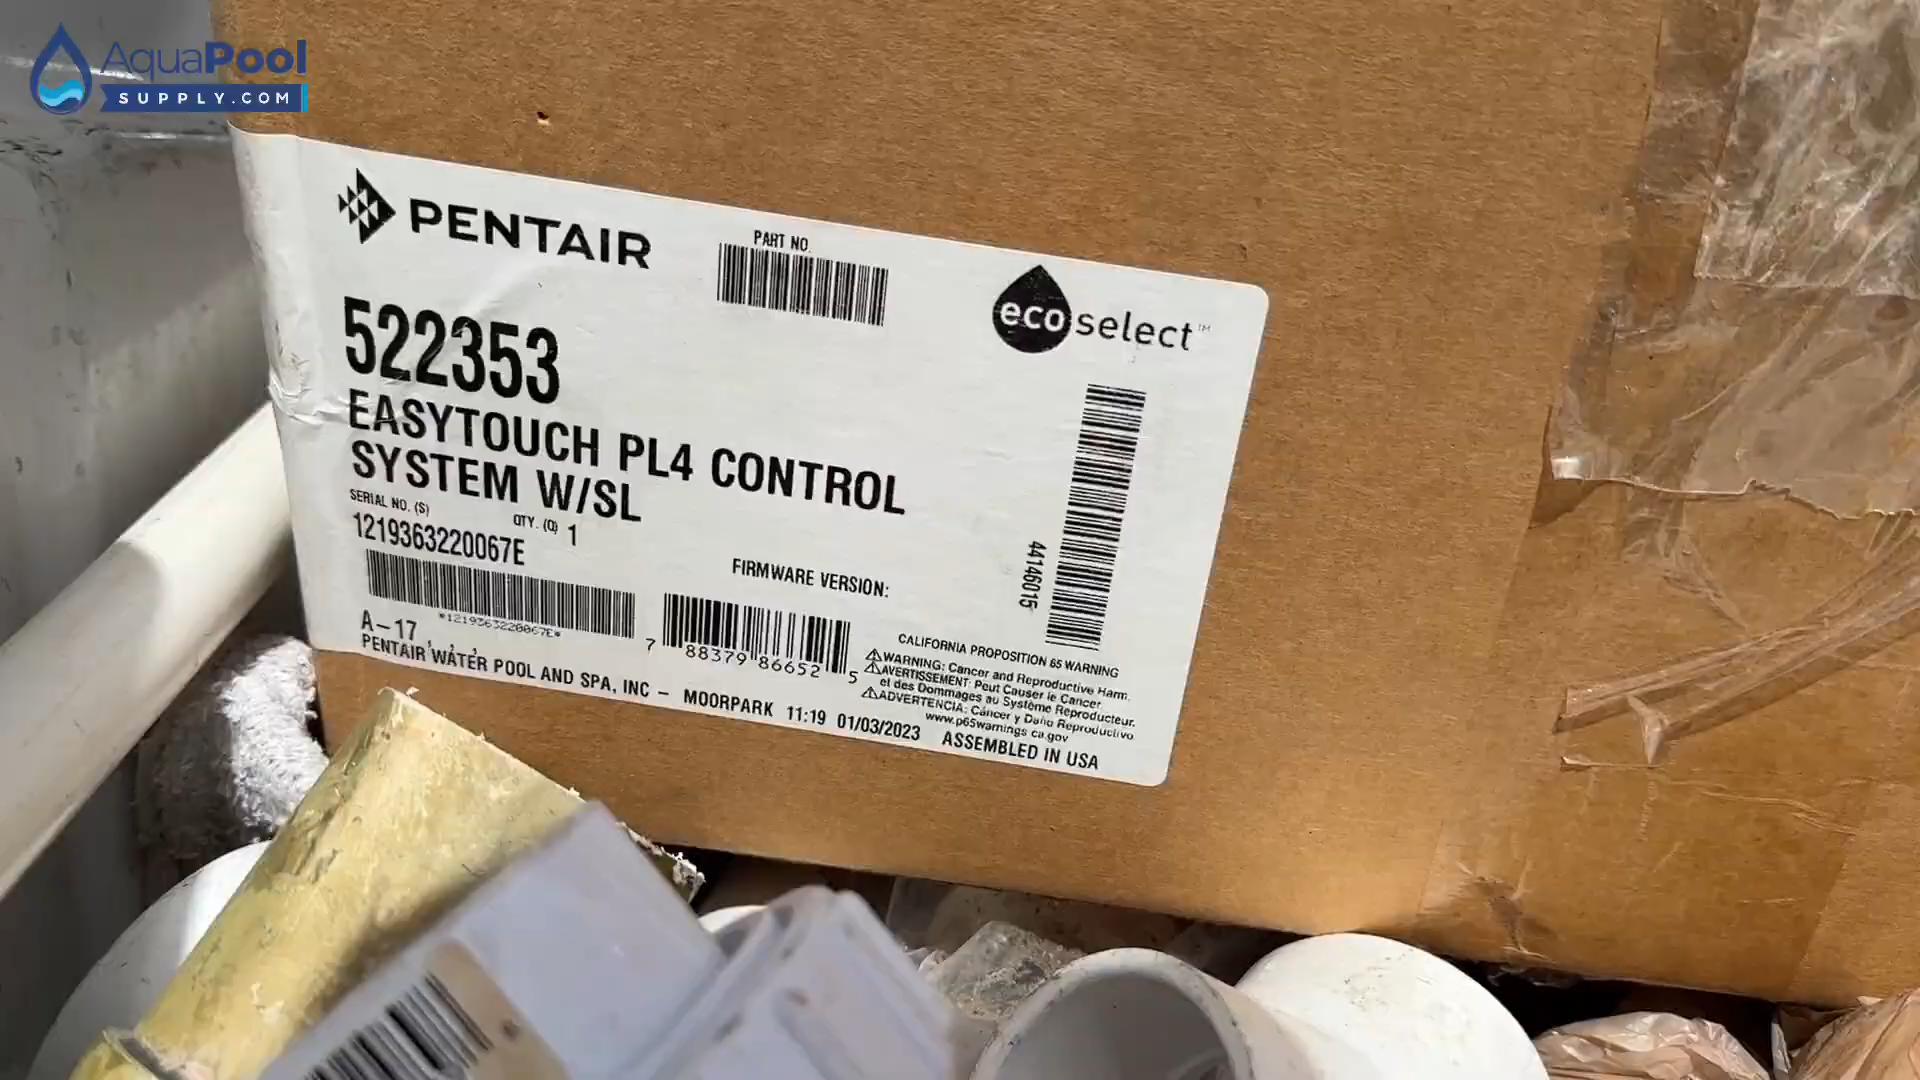 AquaPool
SUPPLY.COM
PENTAIR
PART NO.
ecoselect™
522353
EASYTOUCH PL4 CONTROL
SYSTEM W/SL
SERIAL NO. (S)
QTY. (Q) 1
1219363220067E
FIRMWARE VERSION:
44146015
*1219363220067E*
7 88379 86652 5
A-17
PENTAIR WATER POOL AND SPA, INC - MOORPARK 11:19 01/03/2023 ASSEMBLED IN USA
CALIFORNIA PROPOSITION 65 WARNING
⚠WARNING: Cancer and Reproductive Harm.
⚠AVERTISSEMENT: Peut Causer le Cancer
et des Dommages au Système Reproducteur.
⚠ADVERTENCIA: Cáncer y Daño Reproductivo
www.p65warnings.ca.gov